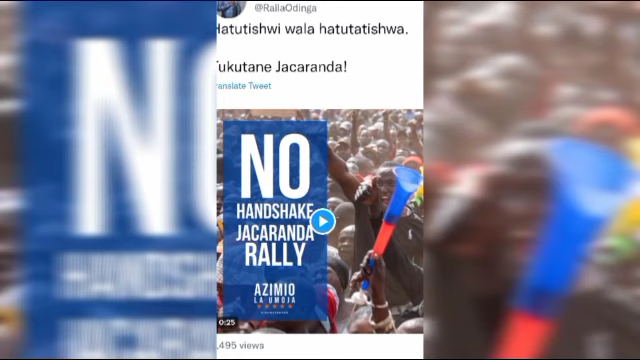 @RailaOdinga
Hatutishwi wala hatutatishwa.
Tukutane Jacaranda!
Translate Tweet
NO
HANDSHAKE
JACARANDA
RALLY
AZIMIO
LA UMOJA
0:25
,495 views